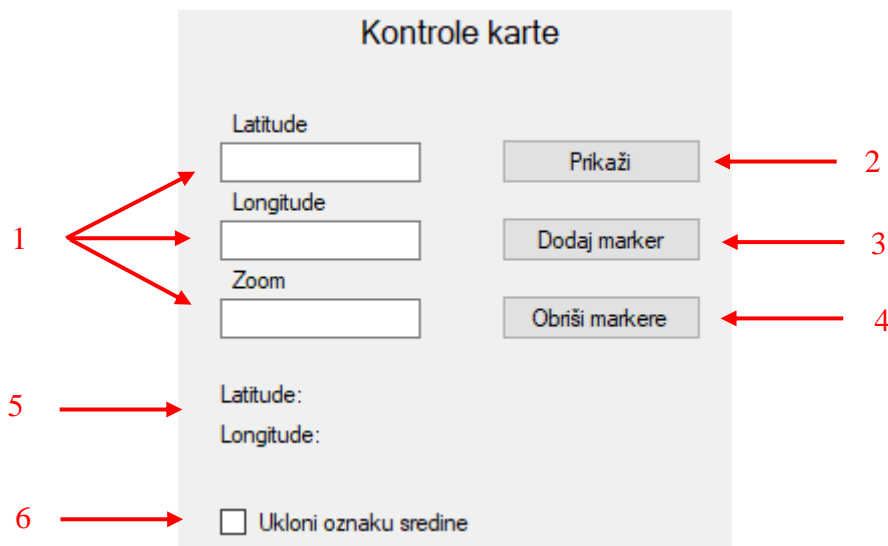 Kontrole karte
Latitude
Prikaži
2
Longitude
1
Dodaj marker
3
Zoom
Obriši markere
4
Latitude:
5
Longitude:
6
Ukloni oznaku sredine